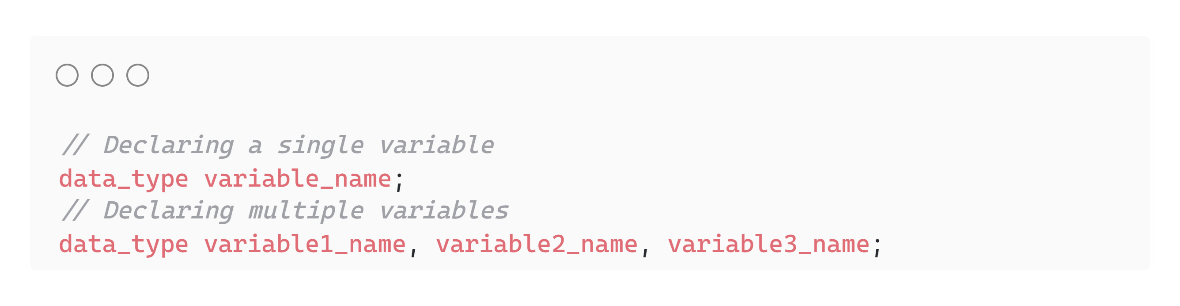 // Declaring a single variable
data_type variable_name;
// Declaring multiple variables
data_type variable1_name, variable2_name, variable3_name;